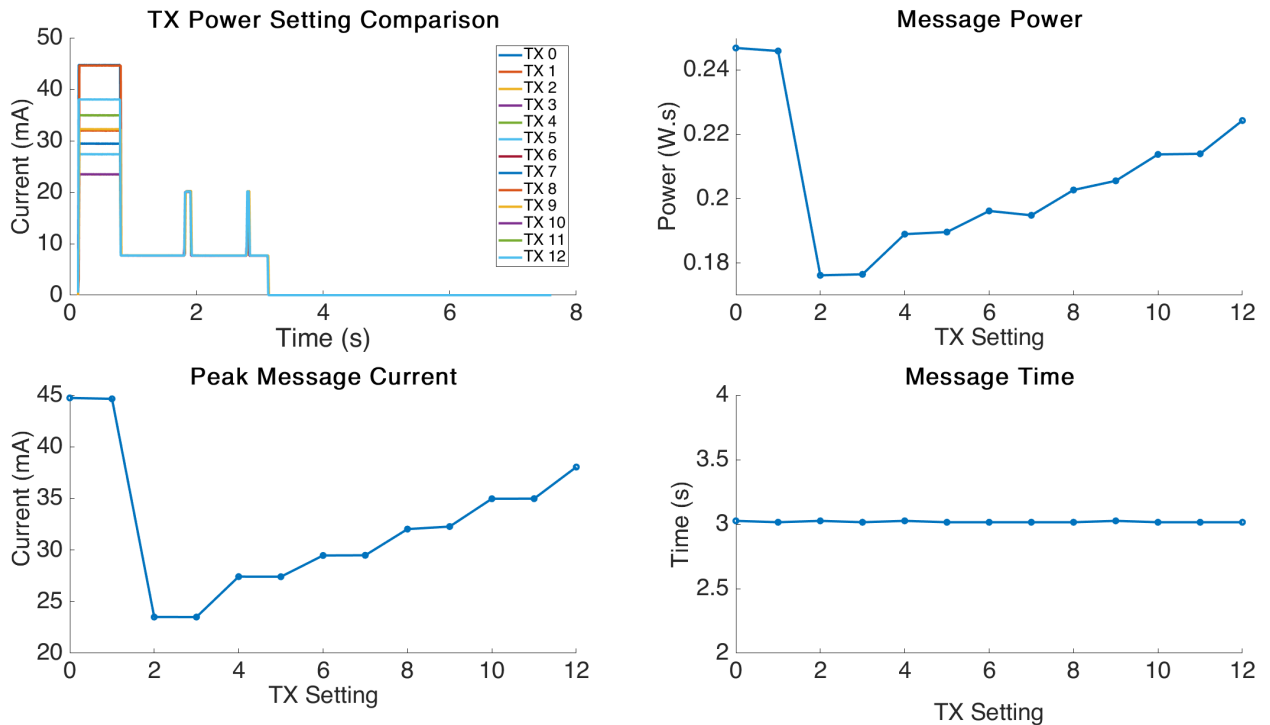 TX Power Setting Comparison
50
40
30
20
10
0
Current (mA)
0 2 4 6 8
Time (s)
TX 0
TX 1
TX 2
TX 3
TX 4
TX 5
TX 6
TX 7
TX 8
TX 9
TX 10
TX 11
TX 12
Message Power
0.24
0.22
0.2
0.18
Power (W.s)
0 2 4 6 8 10 12
TX Setting
Peak Message Current
45
40
35
30
25
20
Current (mA)
0 2 4 6 8 10 12
TX Setting
Message Time
4
3.5
3
2.5
2
Time (s)
0 2 4 6 8 10 12
TX Setting